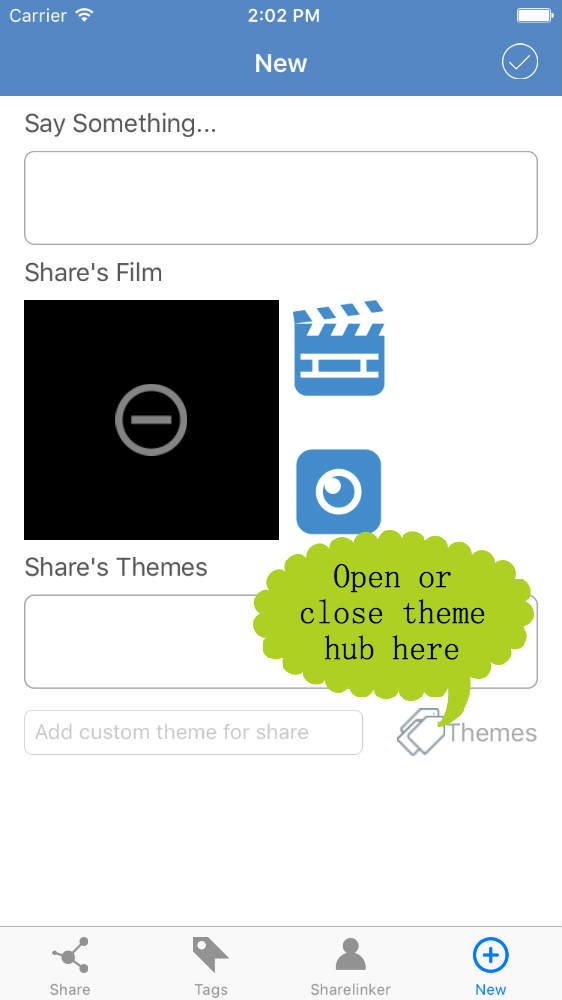 Carrier
2:02 PM
New
Say Something...
Share's Film
Share's Themes
Open or
close theme
hub here
Add custom theme for share
Themes
Share
Tags
Sharelinker
New